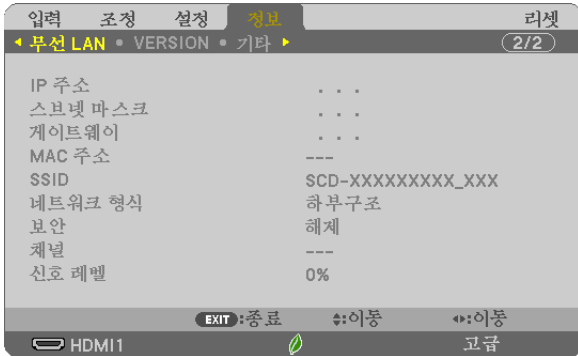 입력 조정 설정 정보 리셋
무선 LAN • VERSION • 기타 2/2
IP 주소 . . .
스브넷 마스크 . . .
게이트웨이 . . .
MAC 주소 ---
SSID SCD-XXXXXXXXX_XXX
네트워크 형식 하부구조
보안 해제
채널 ---
신호 레벨 0%
EXIT :종료 :이동 :이동
HDMI1 고급